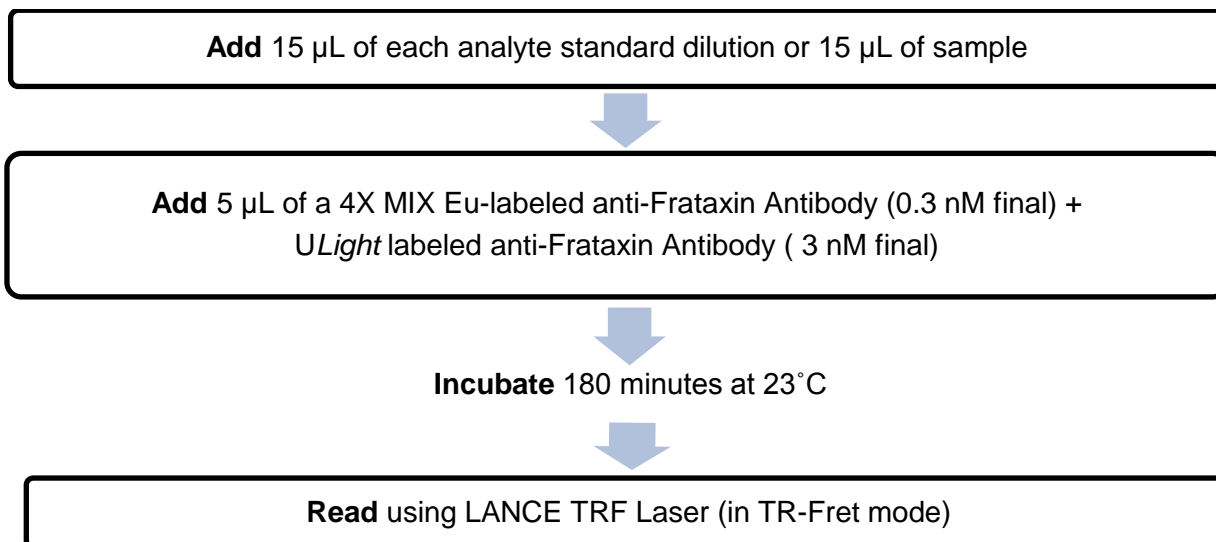 Add 15 µL of each analyte standard dilution or 15 µL of sample
Add 5 µL of a 4X MIX Eu-labeled anti-Frataxin Antibody (0.3 nM final) +
ULight labeled anti-Frataxin Antibody ( 3 nM final)
Incubate 180 minutes at 23˚C
Read using LANCE TRF Laser (in TR-Fret mode)